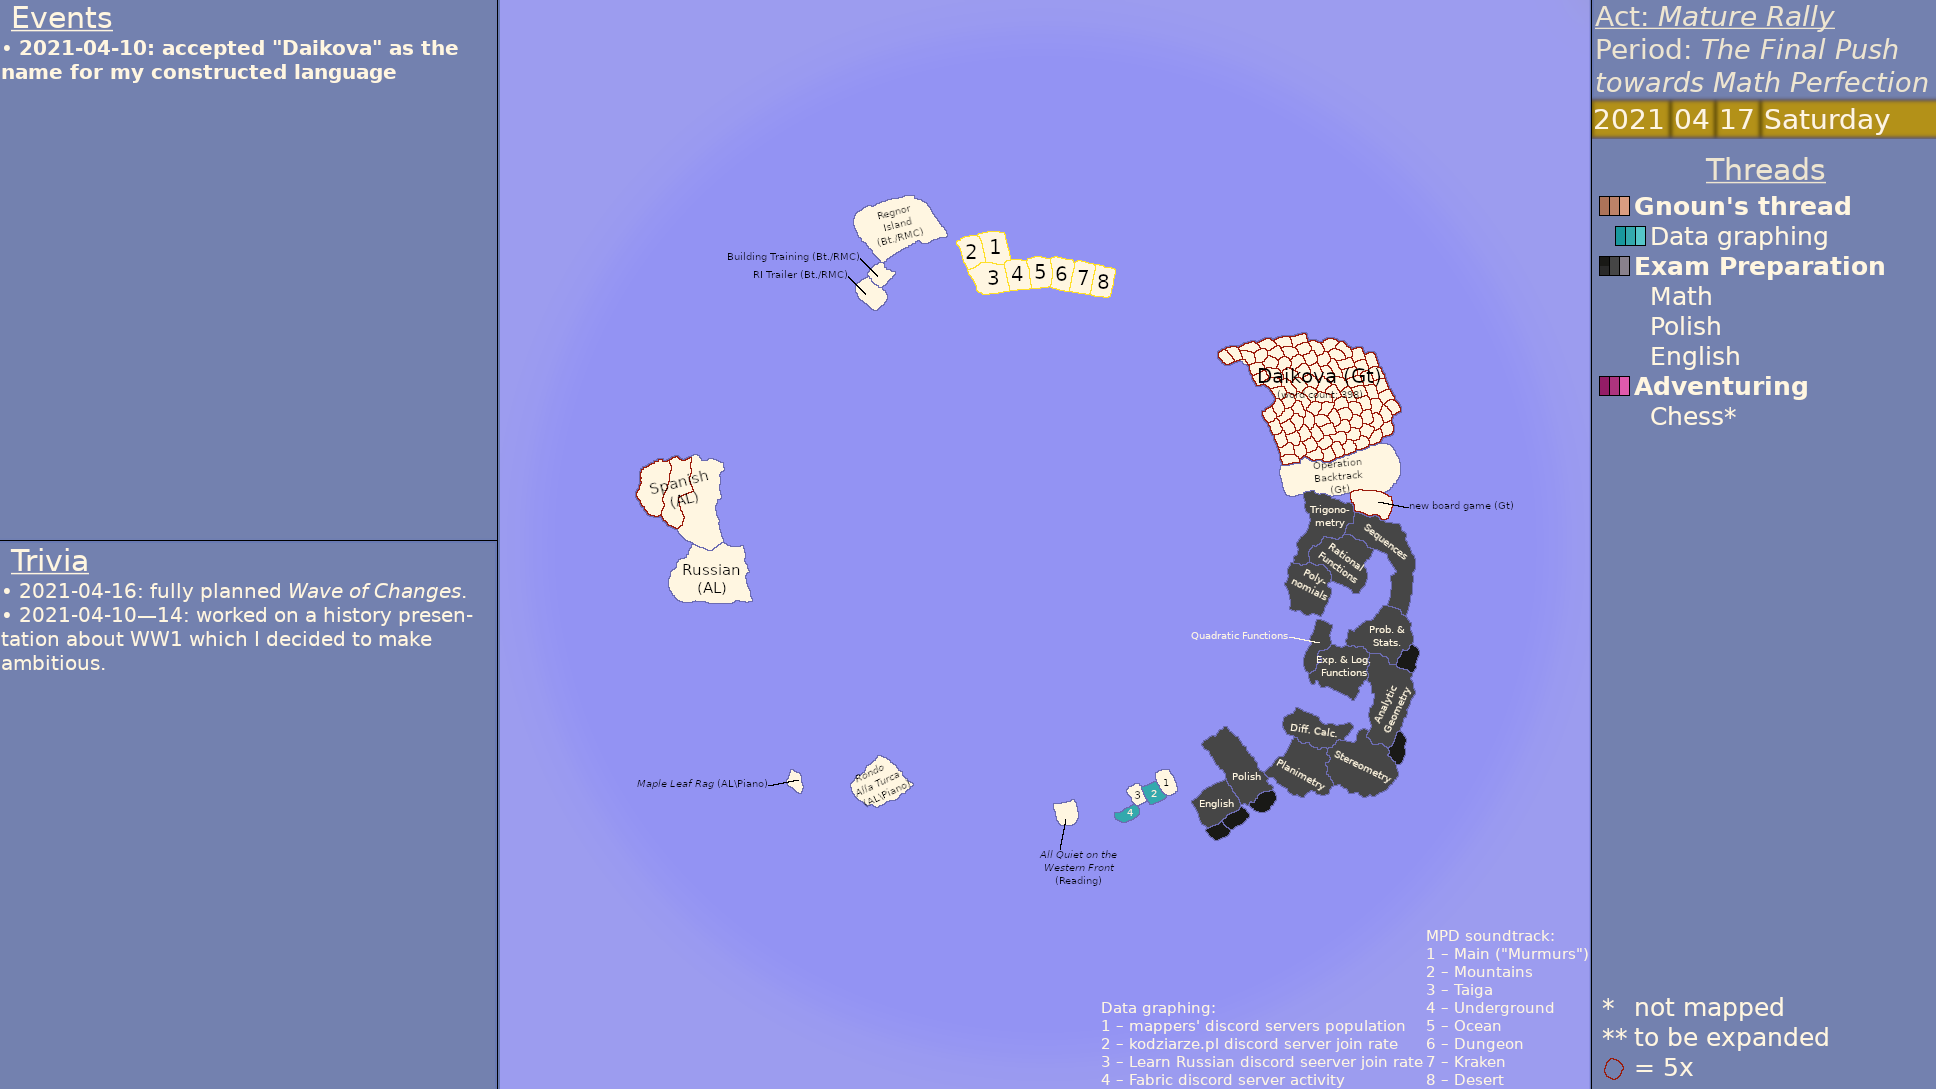 Events
• 2021-04-10: accepted "Daikova" as the
name for my constructed language
Trivia
• 2021-04-16: fully planned Wave of Changes.
• 2021-04-10—14: worked on a history presen-
tation about WW1 which I decided to make
ambitious.
Regnor
Island
(Bt./RMC)
Building Training (Bt./RMC)
RI Trailer (Bt./RMC)
2
1
3
4
5
6
7
8
Daikova (Gt)
(word count: 398)
Operation
Backtrack
(Gt)
new board game (Gt)
Trigono-
metry
Sequences
Rational
Functions
Poly-
nomials
Quadratic Functions
Prob. &
Stats.
Exp. & Log.
Functions
Analytic
Geometry
Diff. Calc.
Stereometry
Planimetry
Polish
English
Spanish
(AL)
Russian
(AL)
Maple Leaf Rag (AL\Piano)
Rondo
Alla Turca
(AL\Piano)
1
2
3
4
All Quiet on the
Western Front
(Reading)
Data graphing:
1 – mappers' discord servers population
2 – kodziarze.pl discord server join rate
3 – Learn Russian discord seerver join rate
4 – Fabric discord server activity
MPD soundtrack:
1 – Main ("Murmurs")
2 – Mountains
3 – Taiga
4 – Underground
5 – Ocean
6 – Dungeon
7 – Kraken
8 – Desert
Act: Mature Rally
Period: The Final Push
towards Math Perfection
2021 04 17 Saturday
Threads
Gnoun's thread
Data graphing
Exam Preparation
Math
Polish
English
Adventuring
Chess*
* not mapped
** to be expanded
= 5x